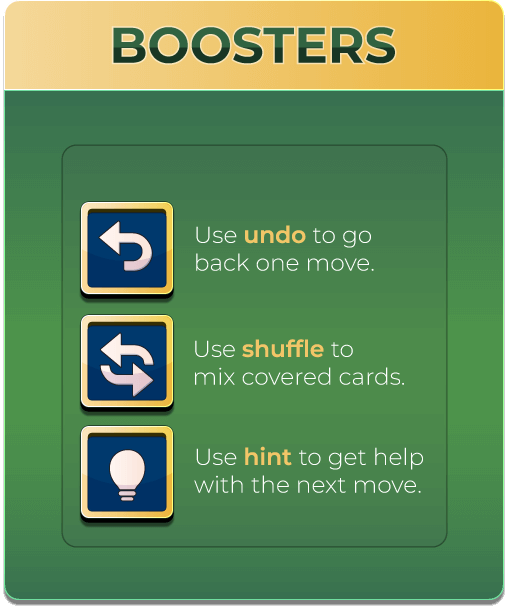 BOOSTERS
Use undo to go
back one move.
Use shuffle to
mix covered cards.
Use hint to get help
with the next move.